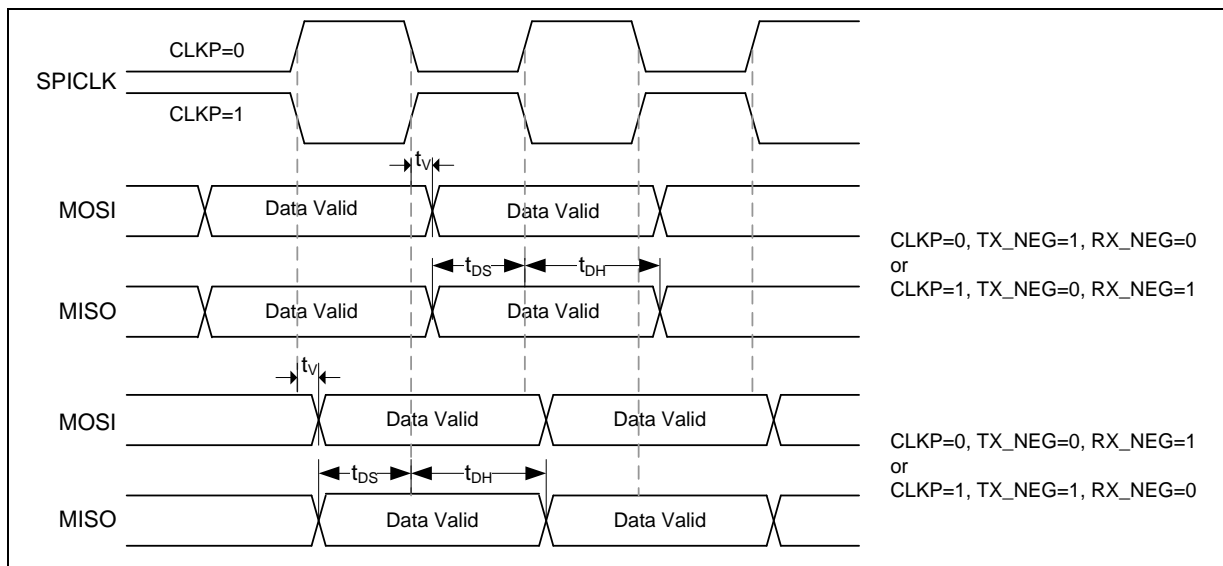 CLKP=0
SPICLK
CLKP=1
tV
MOSI
Data Valid
Data Valid
CLKP=0, TX_NEG=1, RX_NEG=0
or
CLKP=1, TX_NEG=0, RX_NEG=1
tDS
tDH
MISO
Data Valid
Data Valid
tV
MOSI
Data Valid
Data Valid
CLKP=0, TX_NEG=0, RX_NEG=1
or
CLKP=1, TX_NEG=1, RX_NEG=0
tDS
tDH
MISO
Data Valid
Data Valid